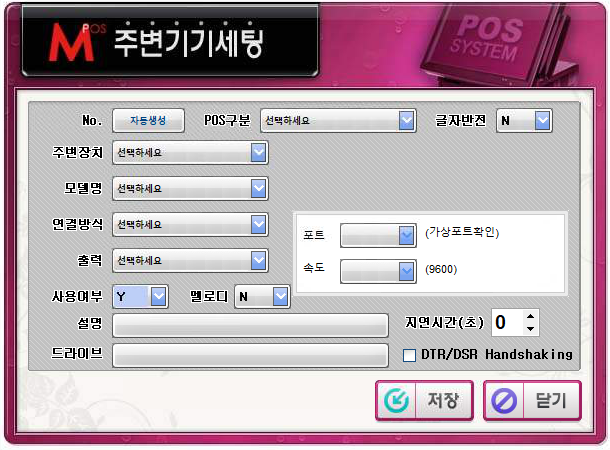 MPOS 주변기기세팅
POS
SYSTEM
No. 자동생성 POS구분 선택하세요 글자반전 N
주변장치 선택하세요
모델명 선택하세요
연결방식 선택하세요
포트 (가상포트확인)
출력 선택하세요
속도 (9600)
사용여부 Y 멜로디 N
설명 지연시간(초) 0
드라이브 DTR/DSR Handshaking
저장 닫기